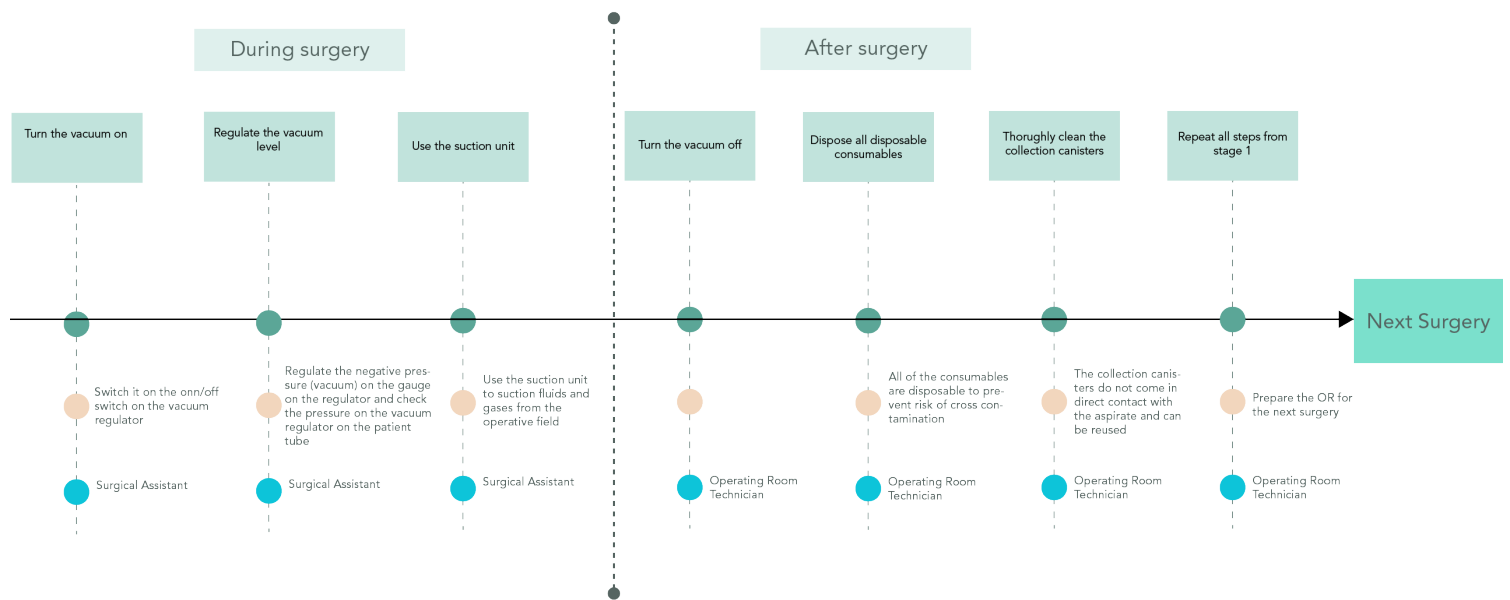 During surgery
After surgery
Turn the vacuum on
Regulate the vacuum
level
Use the suction unit
Turn the vacuum off
Dispose all disposable
consumables
Thorughly clean the
collection canisters
Repeat all steps from
stage 1
Next Surgery
Switch it on the onn/off
switch on the vacuum
regulator
Regulate the negative pres-
sure (vacuum) on the gauge
on the regulator and check
the pressure on the vacuum
regulator on the patient
tube
Use the suction unit
to suction fluids and
gases from the
operative field
All of the consumables
are disposable to pre-
vent risk of cross con-
tamination
The collection canis-
ters do not come in
direct contact with
the aspirate and can
be reused
Prepare the OR for
the next surgery
Surgical Assistant
Surgical Assistant
Surgical Assistant
Operating Room
Technician
Operating Room
Technician
Operating Room
Technician
Operating Room
Technician